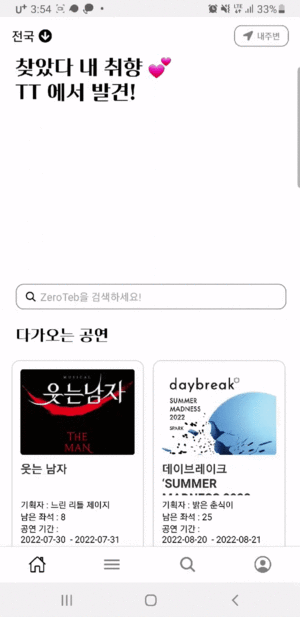 U+ 3:54 33%
전국
내주변
찾았다 내 취향 💕
TT 에서 발견!
ZeroTeb을 검색하세요!
다가오는 공연
MUSICAL
웃는남자
THE
MAN
daybreak
SUMMER
MADNESS
2022
SPARK
웃는 남자
데이브레이크
'SUMMER
기획자 : 느린 리틀 제이지
남은 좌석 : 8
공연 기간 :
2022-07-30 - 2022-07-31
기획자 : 밝은 춘식이
남은 좌석 : 25
공연 기간 :
2022-08-20 - 2022-08-21